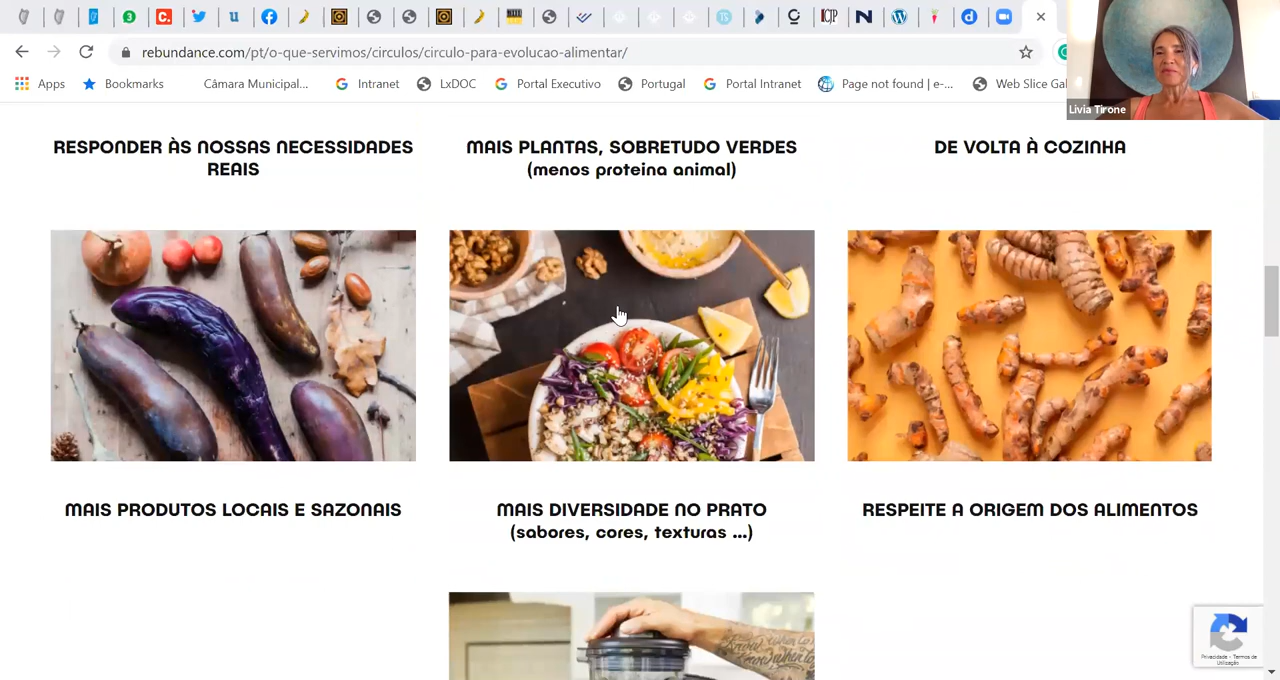 rebundance.com/pt/o-que-servimos/circulos/circulo-para-evolucao-alimentar/
Apps
Bookmarks
Câmara Municipal...
Intranet
LxDOC
Portal Executivo
Portugal
Portal Intranet
Page not found | e-...
Web Slice Gal
Livia Tirone
RESPONDER ÀS NOSSAS NECESSIDADES
REAIS
MAIS PLANTAS, SOBRETUDO VERDES
(menos proteina animal)
DE VOLTA À COZINHA
MAIS PRODUTOS LOCAIS E SAZONAIS
MAIS DIVERSIDADE NO PRATO
(sabores, cores, texturas ...)
RESPEITE A ORIGEM DOS ALIMENTOS
Privacidade - Termos de
Utilização